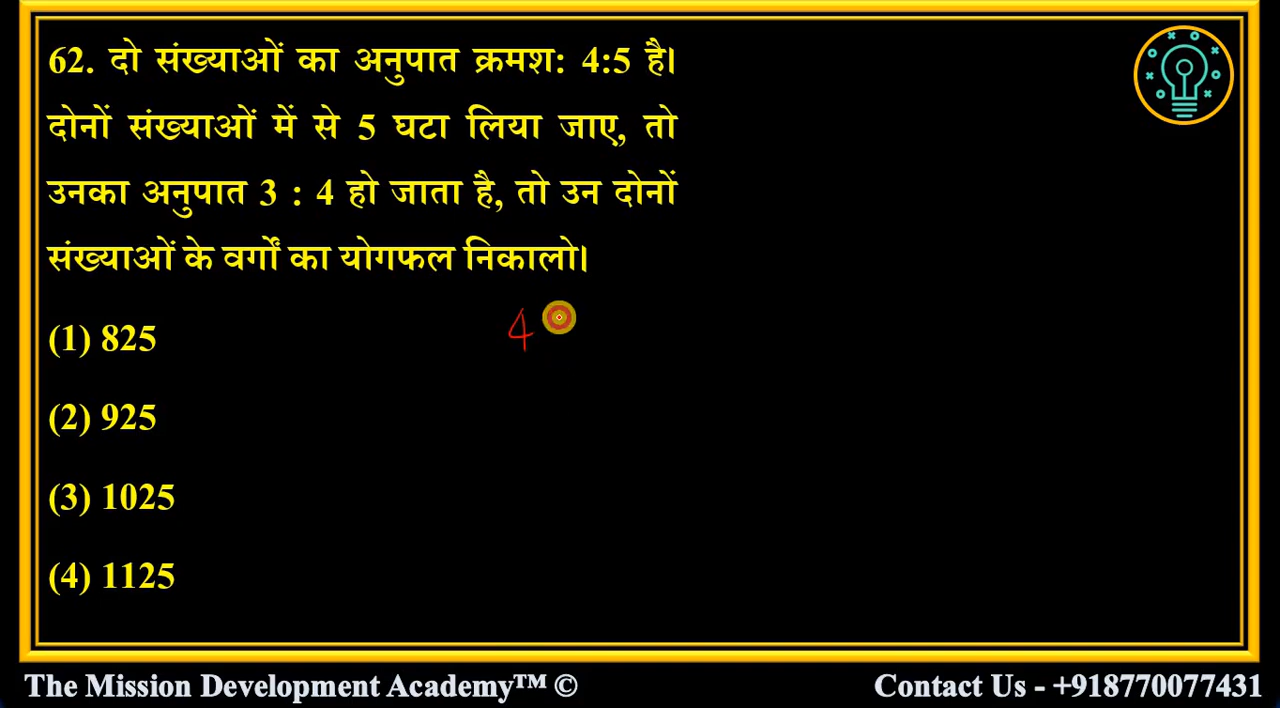 62. दो संख्याओं का अनुपात क्रमश: 4:5 है।
दोनों संख्याओं में से 5 घटा लिया जाए, तो
उनका अनुपात 3 : 4 हो जाता है, तो उन दोनों
संख्याओं के वर्गों का योगफल निकालो।
4
(1) 825
(2) 925
(3) 1025
(4) 1125
The Mission Development Academy™ ©
Contact Us - +918770077431